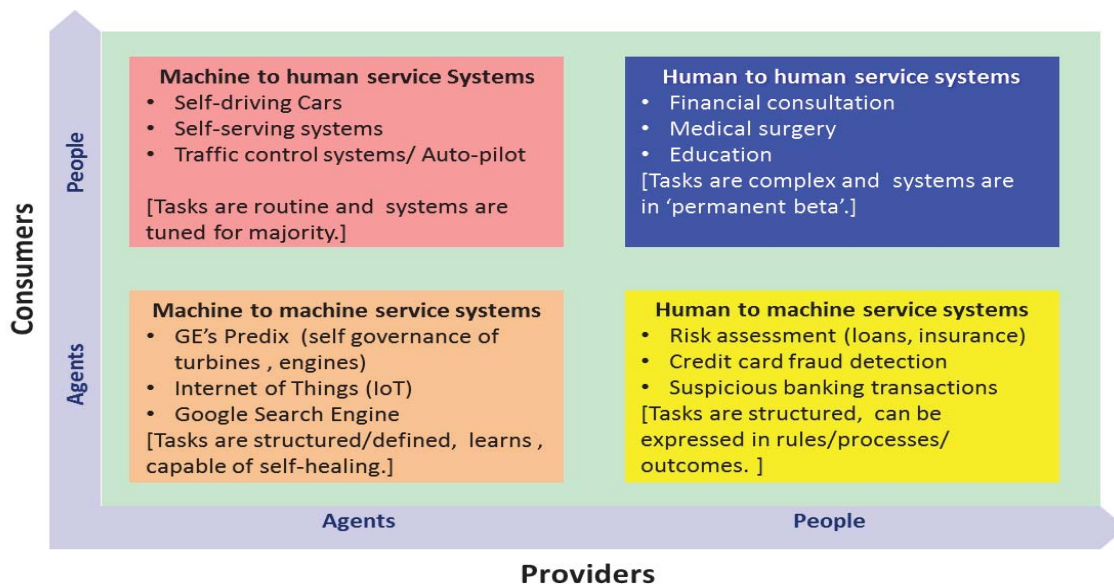 Consumers
People
Agents
Machine to human service Systems
• Self-driving Cars
• Self-serving systems
• Traffic control systems/ Auto-pilot
[Tasks are routine and systems are
tuned for majority.]
Human to human service systems
• Financial consultation
• Medical surgery
• Education
[Tasks are complex and systems are
in ‘permanent beta’.]
Machine to machine service systems
• GE’s Predix (self governance of
turbines , engines)
• Internet of Things (IoT)
• Google Search Engine
[Tasks are structured/defined, learns ,
capable of self-healing.]
Human to machine service systems
• Risk assessment (loans, insurance)
• Credit card fraud detection
• Suspicious banking transactions
[Tasks are structured, can be
expressed in rules/processes/
outcomes. ]
Agents
People
Providers